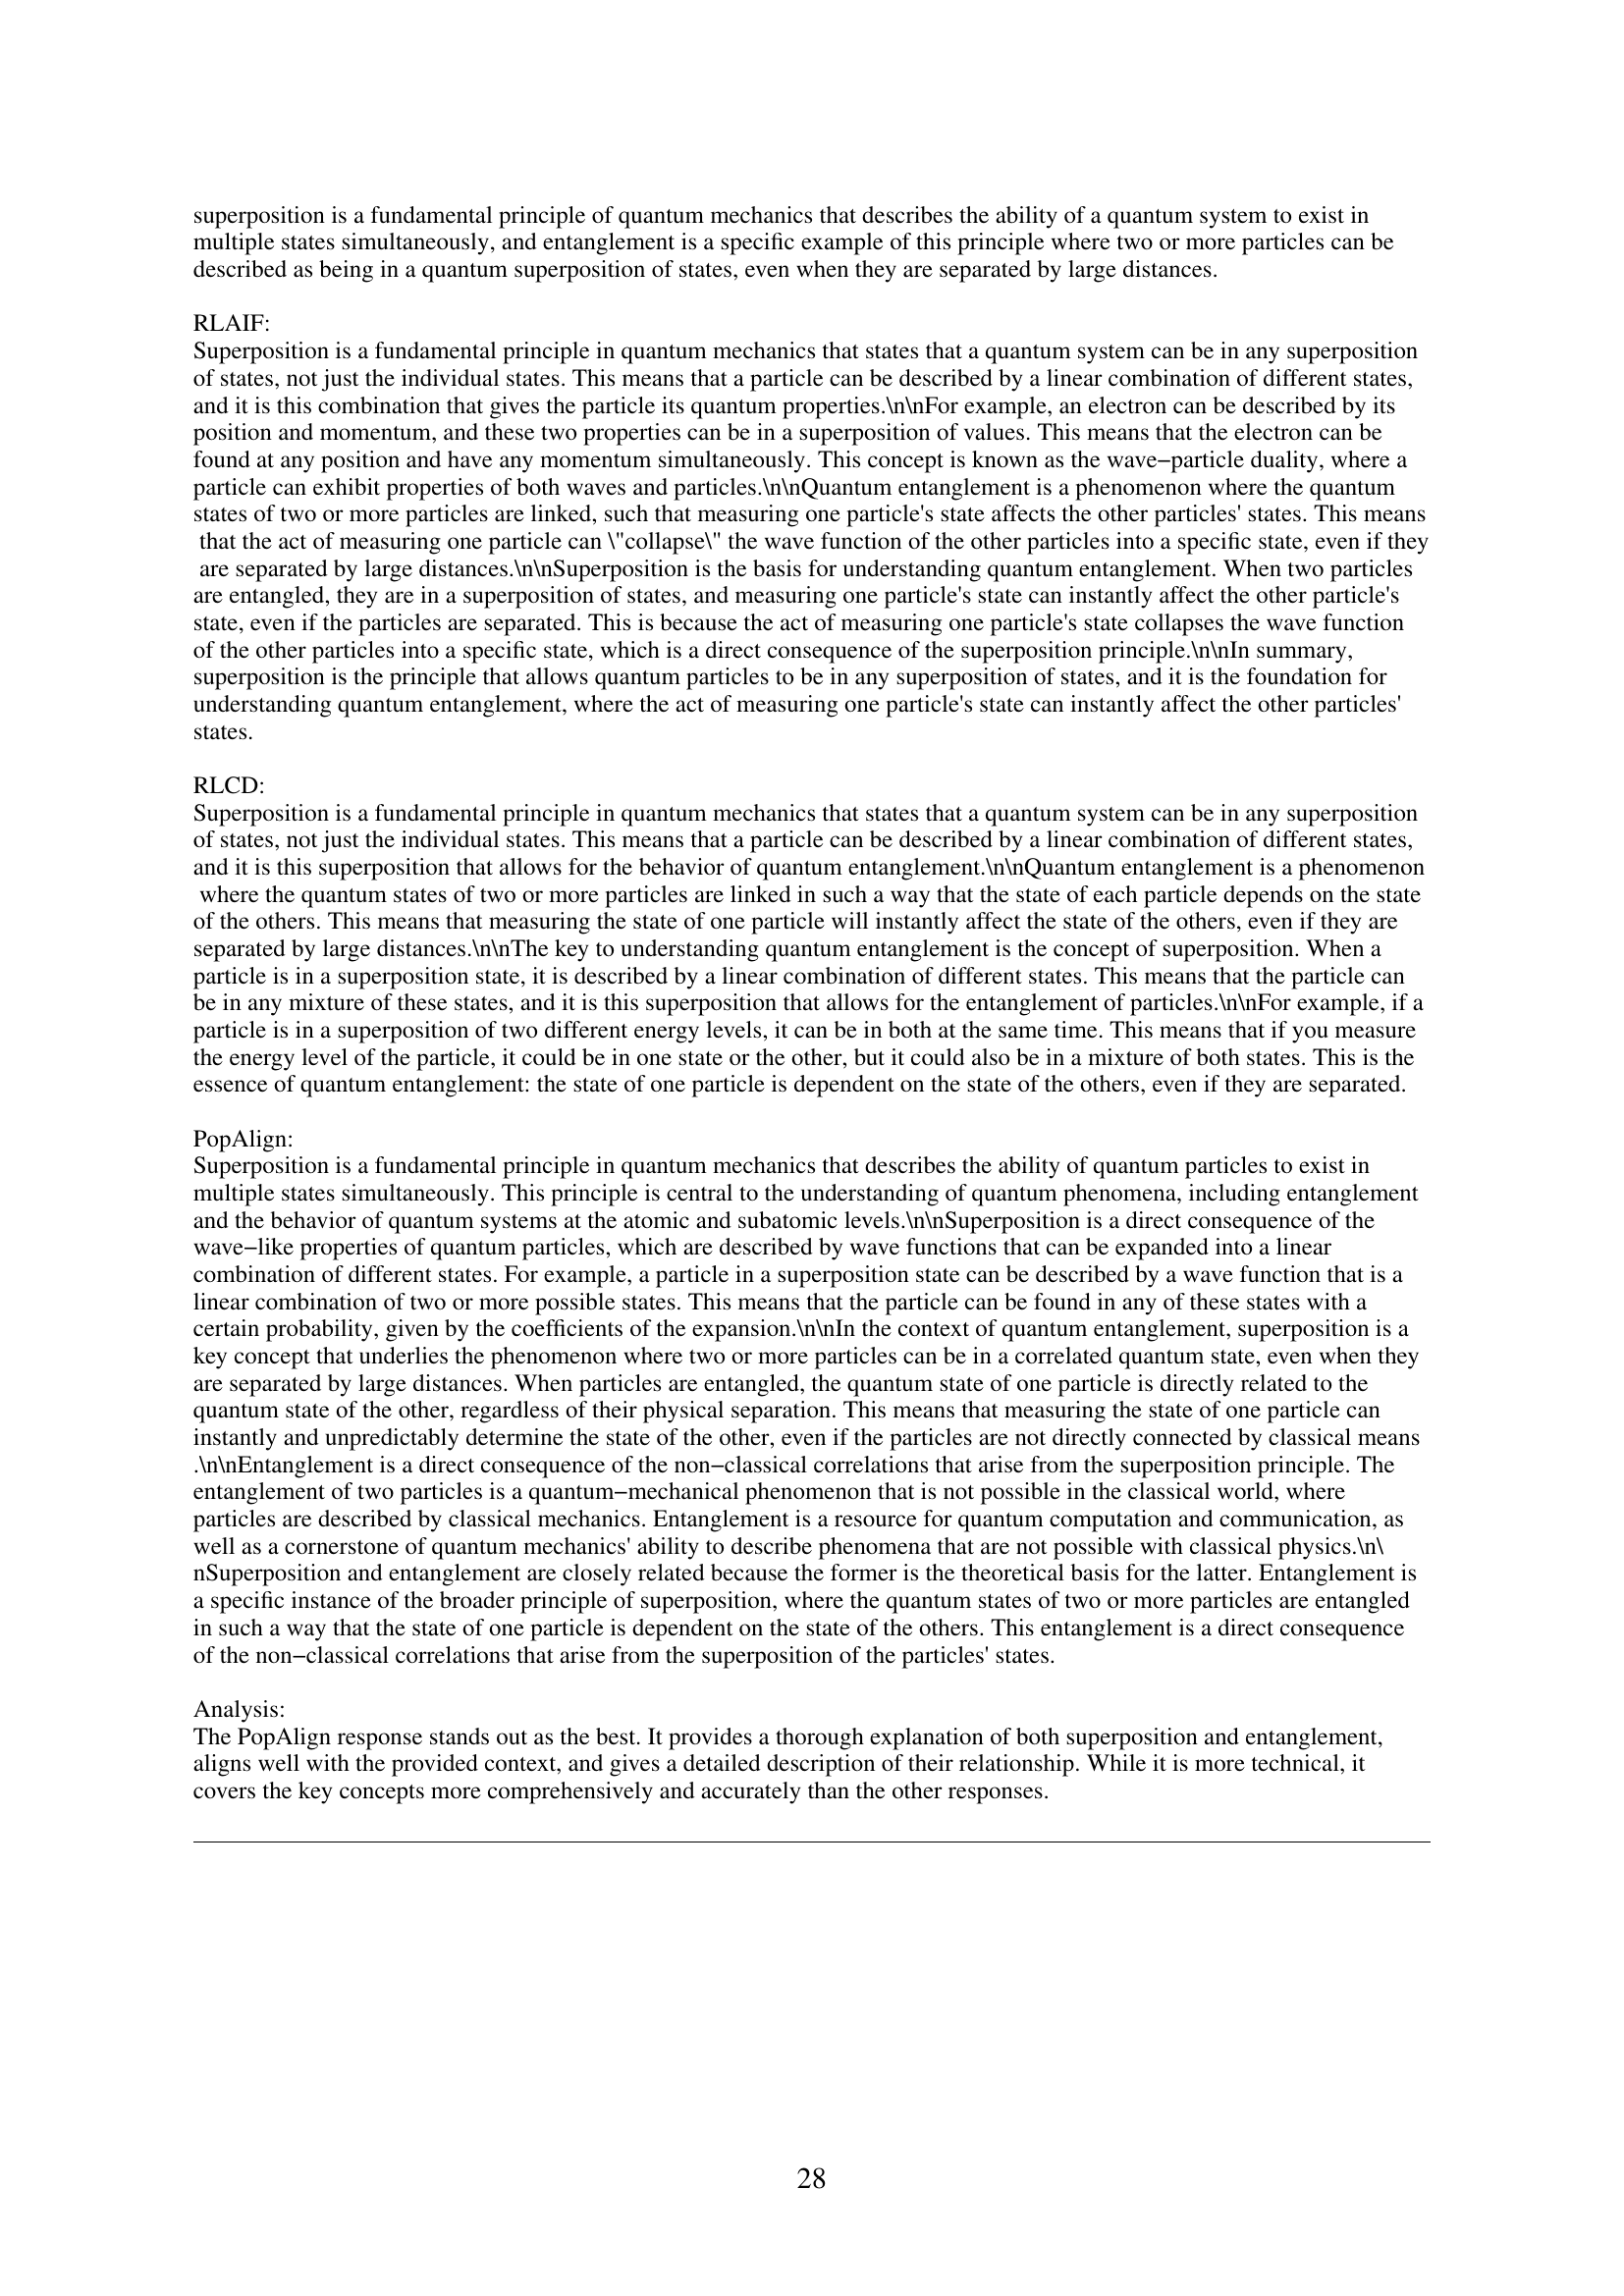 superposition is a fundamental principle of quantum mechanics that describes the ability of a quantum system to exist in
multiple states simultaneously, and entanglement is a specific example of this principle where two or more particles can be
described as being in a quantum superposition of states, even when they are separated by large distances.
RLAIF:
Superposition is a fundamental principle in quantum mechanics that states that a quantum system can be in any superposition
of states, not just the individual states. This means that a particle can be described by a linear combination of different states,
and it is this combination that gives the particle its quantum properties.\n\nFor example, an electron can be described by its
position and momentum, and these two properties can be in a superposition of values. This means that the electron can be
found at any position and have any momentum simultaneously. This concept is known as the wave−particle duality, where a
particle can exhibit properties of both waves and particles.\n\nQuantum entanglement is a phenomenon where the quantum
states of two or more particles are linked, such that measuring one particle's state affects the other particles' states. This means
that the act of measuring one particle can \"collapse\" the wave function of the other particles into a specific state, even if they
are separated by large distances.\n\nSuperposition is the basis for understanding quantum entanglement. When two particles
are entangled, they are in a superposition of states, and measuring one particle's state can instantly affect the other particle's
state, even if the particles are separated. This is because the act of measuring one particle's state collapses the wave function
of the other particles into a specific state, which is a direct consequence of the superposition principle.\n\nIn summary,
superposition is the principle that allows quantum particles to be in any superposition of states, and it is the foundation for
understanding quantum entanglement, where the act of measuring one particle's state can instantly affect the other particles'
states.
RLCD:
Superposition is a fundamental principle in quantum mechanics that states that a quantum system can be in any superposition
of states, not just the individual states. This means that a particle can be described by a linear combination of different states,
and it is this superposition that allows for the behavior of quantum entanglement.\n\nQuantum entanglement is a phenomenon
where the quantum states of two or more particles are linked in such a way that the state of each particle depends on the state
of the others. This means that measuring the state of one particle will instantly affect the state of the others, even if they are
separated by large distances.\n\nThe key to understanding quantum entanglement is the concept of superposition. When a
particle is in a superposition state, it is described by a linear combination of different states. This means that the particle can
be in any mixture of these states, and it is this superposition that allows for the entanglement of particles.\n\nFor example, if a
particle is in a superposition of two different energy levels, it can be in both at the same time. This means that if you measure
the energy level of the particle, it could be in one state or the other, but it could also be in a mixture of both states. This is the
essence of quantum entanglement: the state of one particle is dependent on the state of the others, even if they are separated.
PopAlign:
Superposition is a fundamental principle in quantum mechanics that describes the ability of quantum particles to exist in
multiple states simultaneously. This principle is central to the understanding of quantum phenomena, including entanglement
and the behavior of quantum systems at the atomic and subatomic levels.\n\nSuperposition is a direct consequence of the
wave−like properties of quantum particles, which are described by wave functions that can be expanded into a linear
combination of different states. For example, a particle in a superposition state can be described by a wave function that is a
linear combination of two or more possible states. This means that the particle can be found in any of these states with a
certain probability, given by the coefficients of the expansion.\n\nIn the context of quantum entanglement, superposition is a
key concept that underlies the phenomenon where two or more particles can be in a correlated quantum state, even when they
are separated by large distances. When particles are entangled, the quantum state of one particle is directly related to the
quantum state of the other, regardless of their physical separation. This means that measuring the state of one particle can
instantly and unpredictably determine the state of the other, even if the particles are not directly connected by classical means
.\n\nEntanglement is a direct consequence of the non−classical correlations that arise from the superposition principle. The
entanglement of two particles is a quantum−mechanical phenomenon that is not possible in the classical world, where
particles are described by classical mechanics. Entanglement is a resource for quantum computation and communication, as
well as a cornerstone of quantum mechanics' ability to describe phenomena that are not possible with classical physics.\n\
nSuperposition and entanglement are closely related because the former is the theoretical basis for the latter. Entanglement is
a specific instance of the broader principle of superposition, where the quantum states of two or more particles are entangled
in such a way that the state of one particle is dependent on the state of the others. This entanglement is a direct consequence
of the non−classical correlations that arise from the superposition of the particles' states.
Analysis:
The PopAlign response stands out as the best. It provides a thorough explanation of both superposition and entanglement,
aligns well with the provided context, and gives a detailed description of their relationship. While it is more technical, it
covers the key concepts more comprehensively and accurately than the other responses.
28